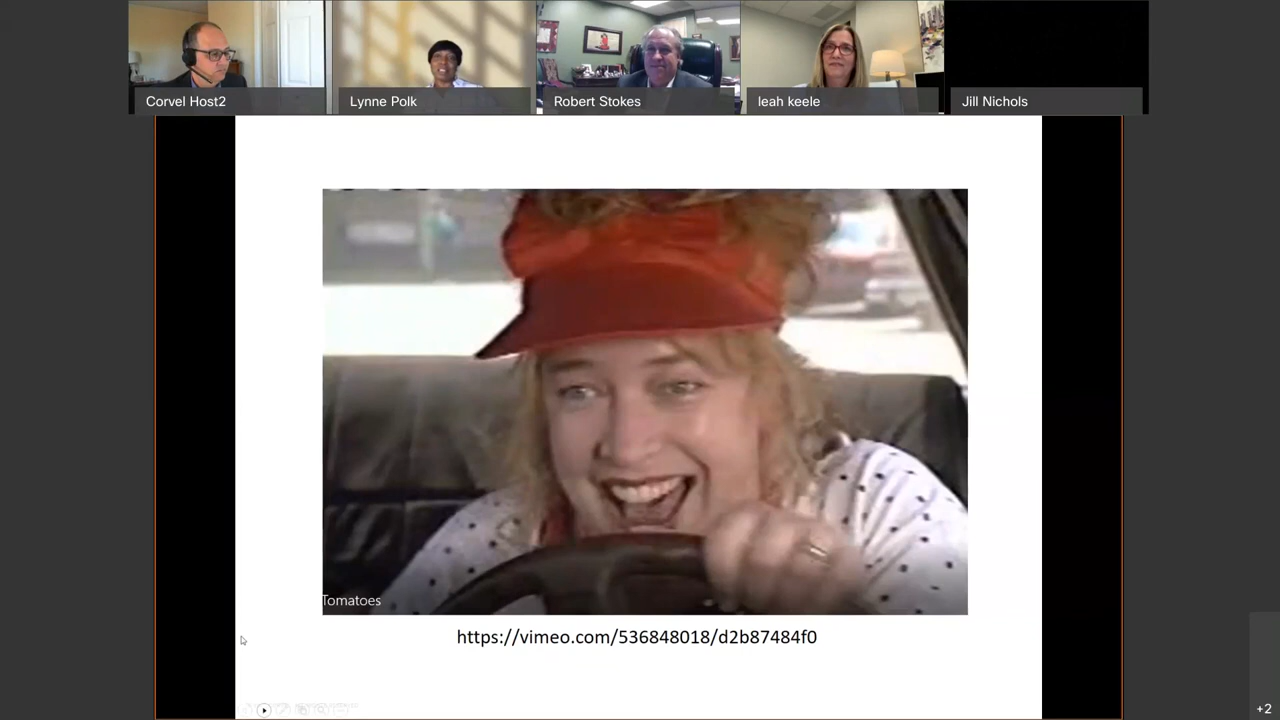 Corvel Host2
Lynne Polk
Robert Stokes
leah keele
Jill Nichols
Tomatoes
https://vimeo.com/536848018/d2b87484f0
+2